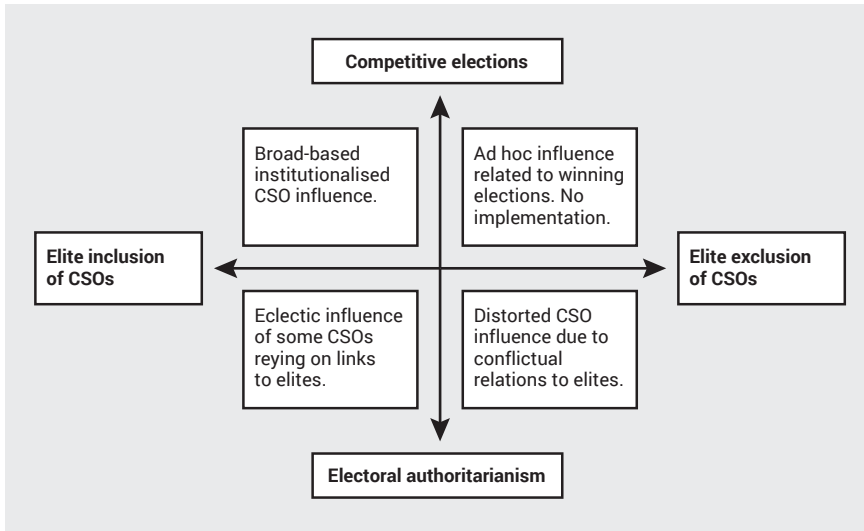 Competitive elections
Broad-based
institutionalised
CSO influence.
Ad hoc influence
related to winning
elections. No
implementation.
Elite inclusion
of CSOs
Elite exclusion
of CSOs
Eclectic influence
of some CSOs
reying on links
to elites.
Distorted CSO
influence due to
conflictual
relations to elites.
Electoral authoritarianism